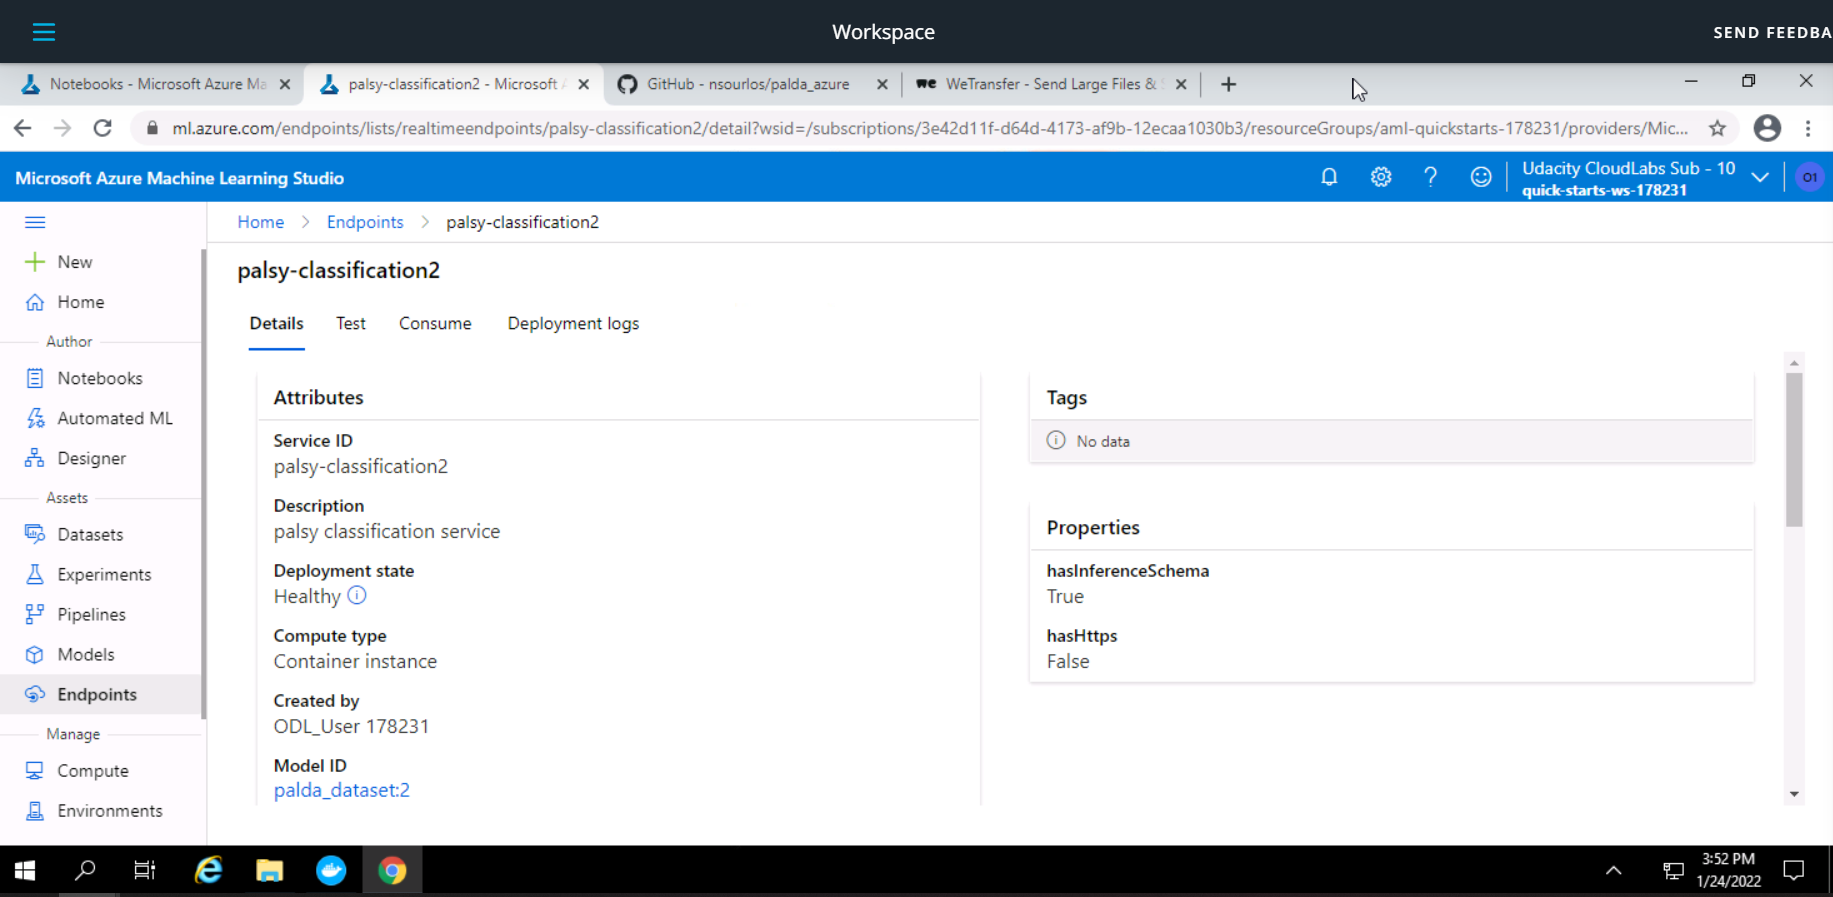 Workspace
SEND FEEDBA
Notebooks - Microsoft Azure Ma
palsy-classification2 - Microsoft A
GitHub - nsourlos/palda_azure
WeTransfer - Send Large Files & S
ml.azure.com/endpoints/lists/realtimeendpoints/palsy-classification2/detail?wsid=/subscriptions/3e42d11f-d64d-4173-af9b-12ecaa1030b3/resourceGroups/aml-quickstarts-178231/providers/Mic...
Microsoft Azure Machine Learning Studio
Udacity CloudLabs Sub - 10
quick-starts-ws-178231
O1
Home > Endpoints > palsy-classification2
New
Home
Author
Notebooks
Automated ML
Designer
Assets
Datasets
Experiments
Pipelines
Models
Endpoints
Manage
Compute
Environments
palsy-classification2
Details Test Consume Deployment logs
Attributes
Service ID
palsy-classification2
Description
palsy classification service
Deployment state
Healthy
Compute type
Container instance
Created by
ODL_User 178231
Model ID
palda_dataset:2
Tags
No data
Properties
hasInferenceSchema
True
hasHttps
False
3:52 PM
1/24/2022